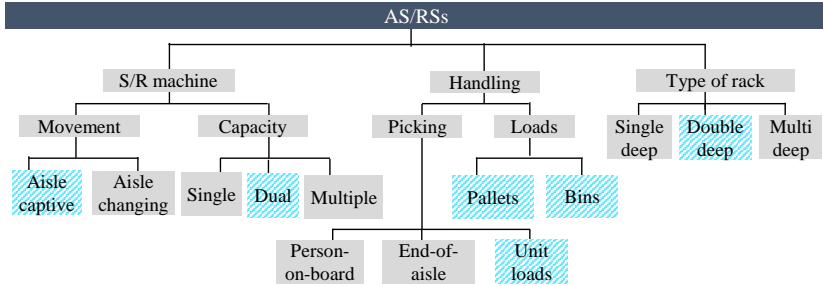 AS/RSs
S/R machine
Handling
Type of rack
Movement
Capacity
Picking
Loads
Single
deep
Double
deep
Multi
deep
Aisle
captive
Aisle
changing
Single
Dual
Multiple
Pallets
Bins
Person-
on-board
End-of-
aisle
Unit
loads